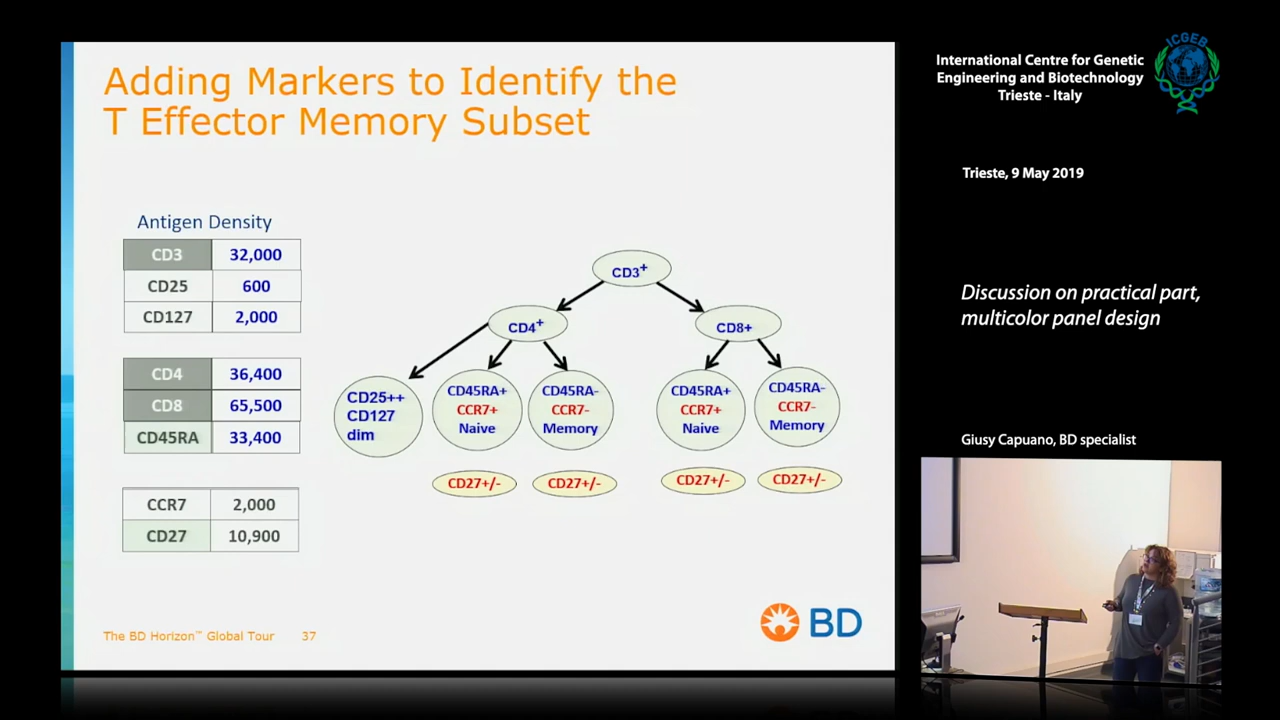 Adding Markers to Identify the
T Effector Memory Subset
Antigen Density
CD3 32,000
CD25 600
CD127 2,000
CD4 36,400
CD8 65,500
CD45RA 33,400
CCR7 2,000
CD27 10,900
CD3+
CD4+
CD8+
CD25++
CD127
dim
CD45RA+
CCR7+
Naive
CD45RA-
CCR7-
Memory
CD45RA+
CCR7+
Naive
CD45RA-
CCR7-
Memory
CD27+/-
CD27+/-
CD27+/-
CD27+/-
The BD Horizon™ Global Tour 37
BD
International Centre for Genetic
Engineering and Biotechnology
Trieste - Italy
ICGEB
Trieste, 9 May 2019
Discussion on practical part,
multicolor panel design
Giusy Capuano, BD specialist